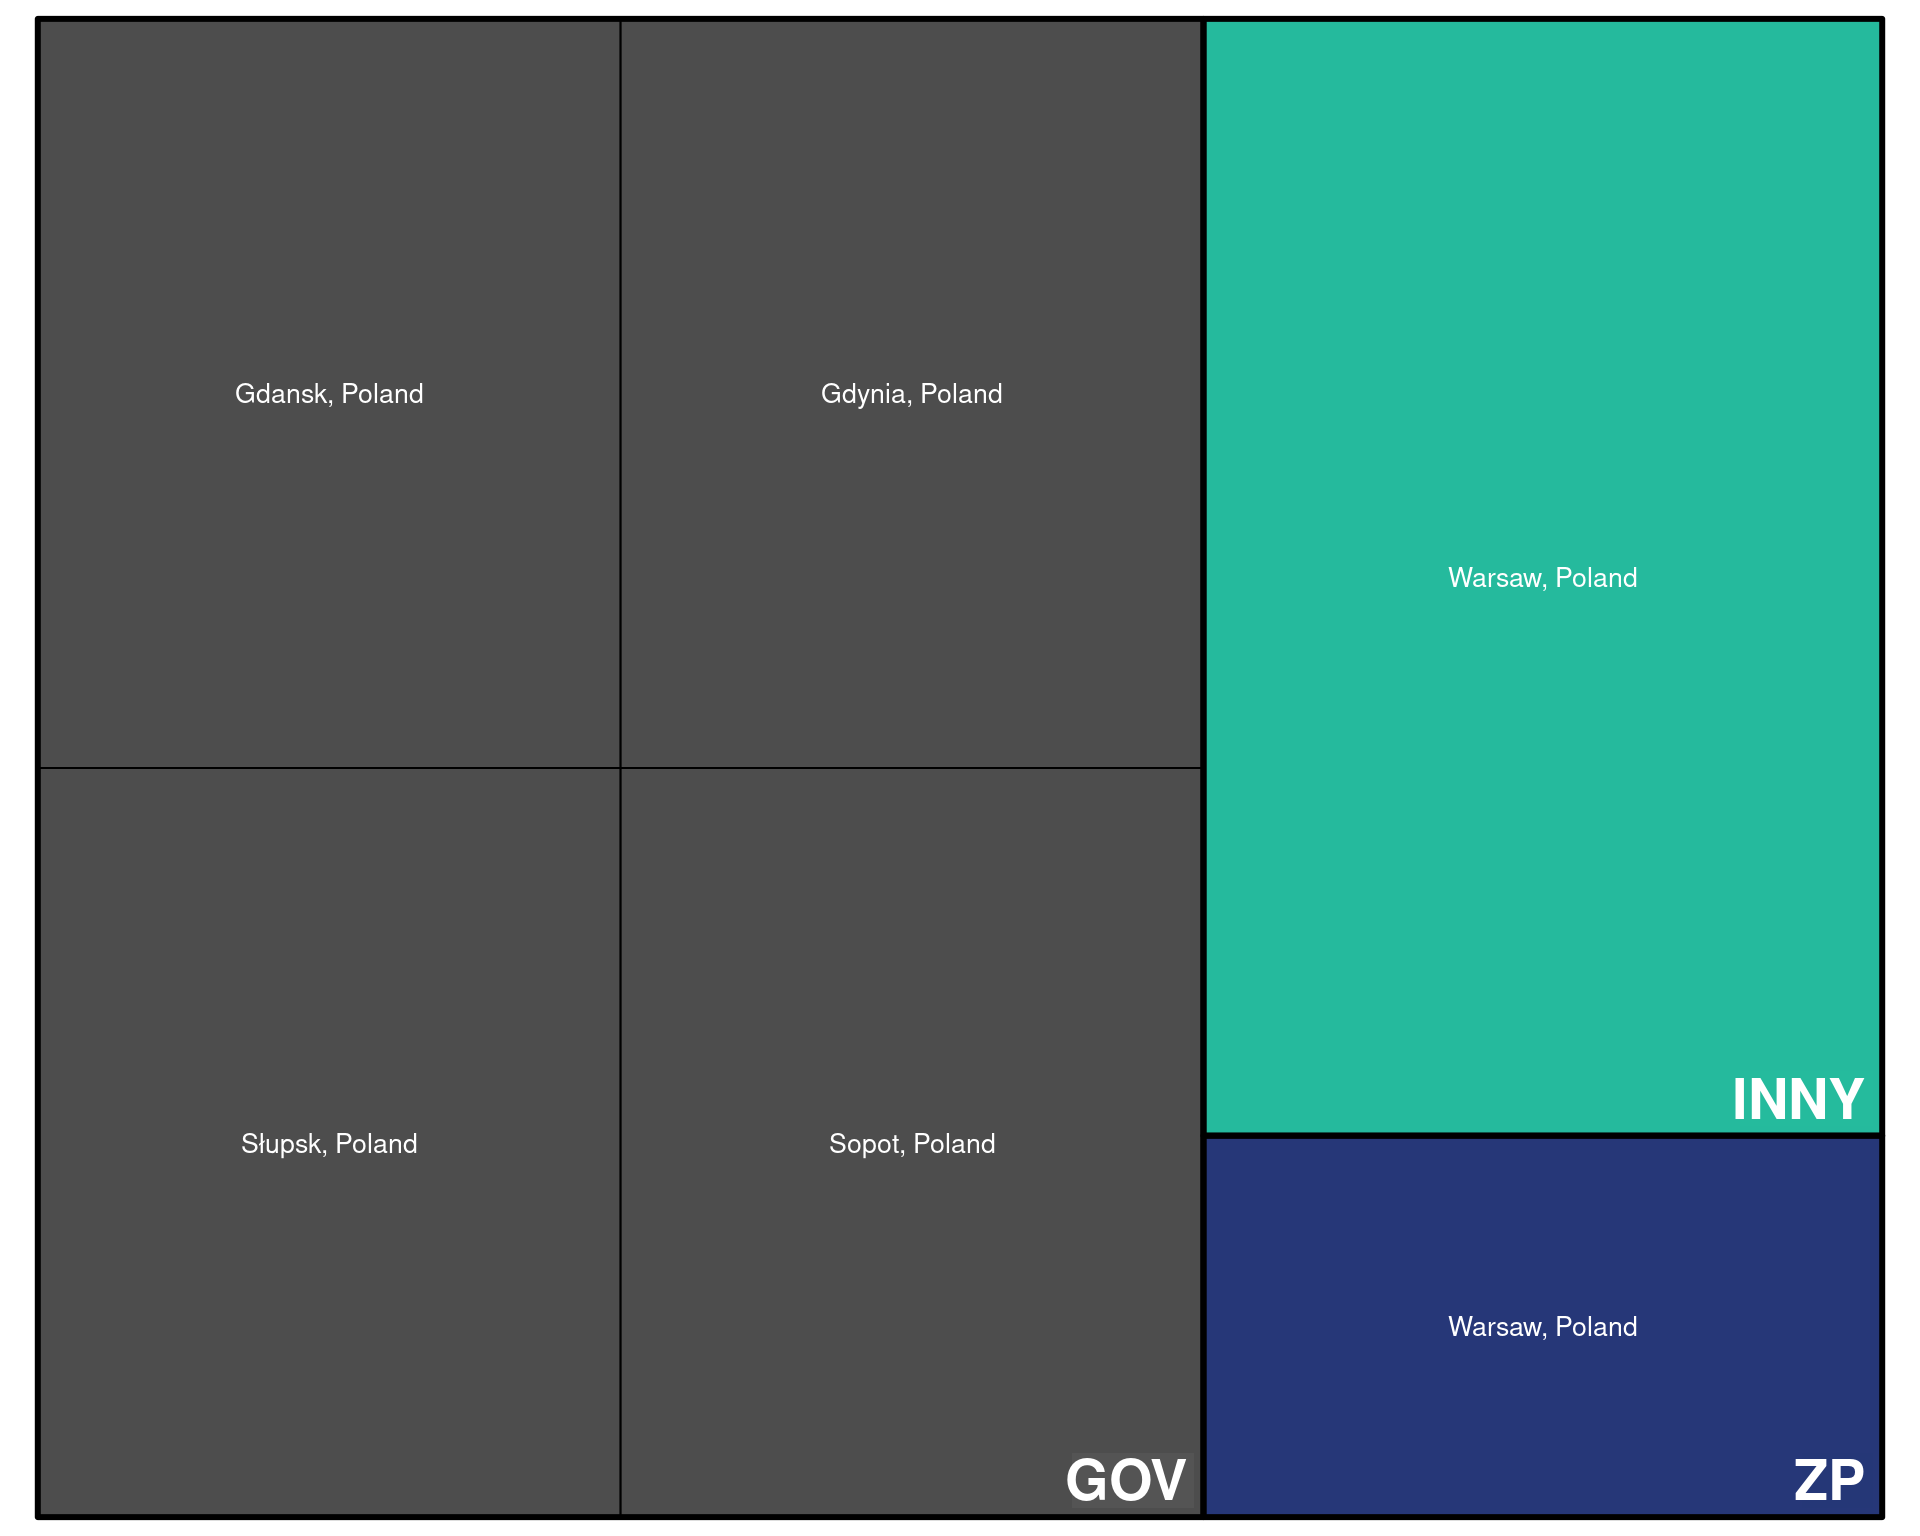 Gdansk, Poland
Gdynia, Poland
Słupsk, Poland
Sopot, Poland
GOV
Warsaw, Poland
INNY
Warsaw, Poland
ZP